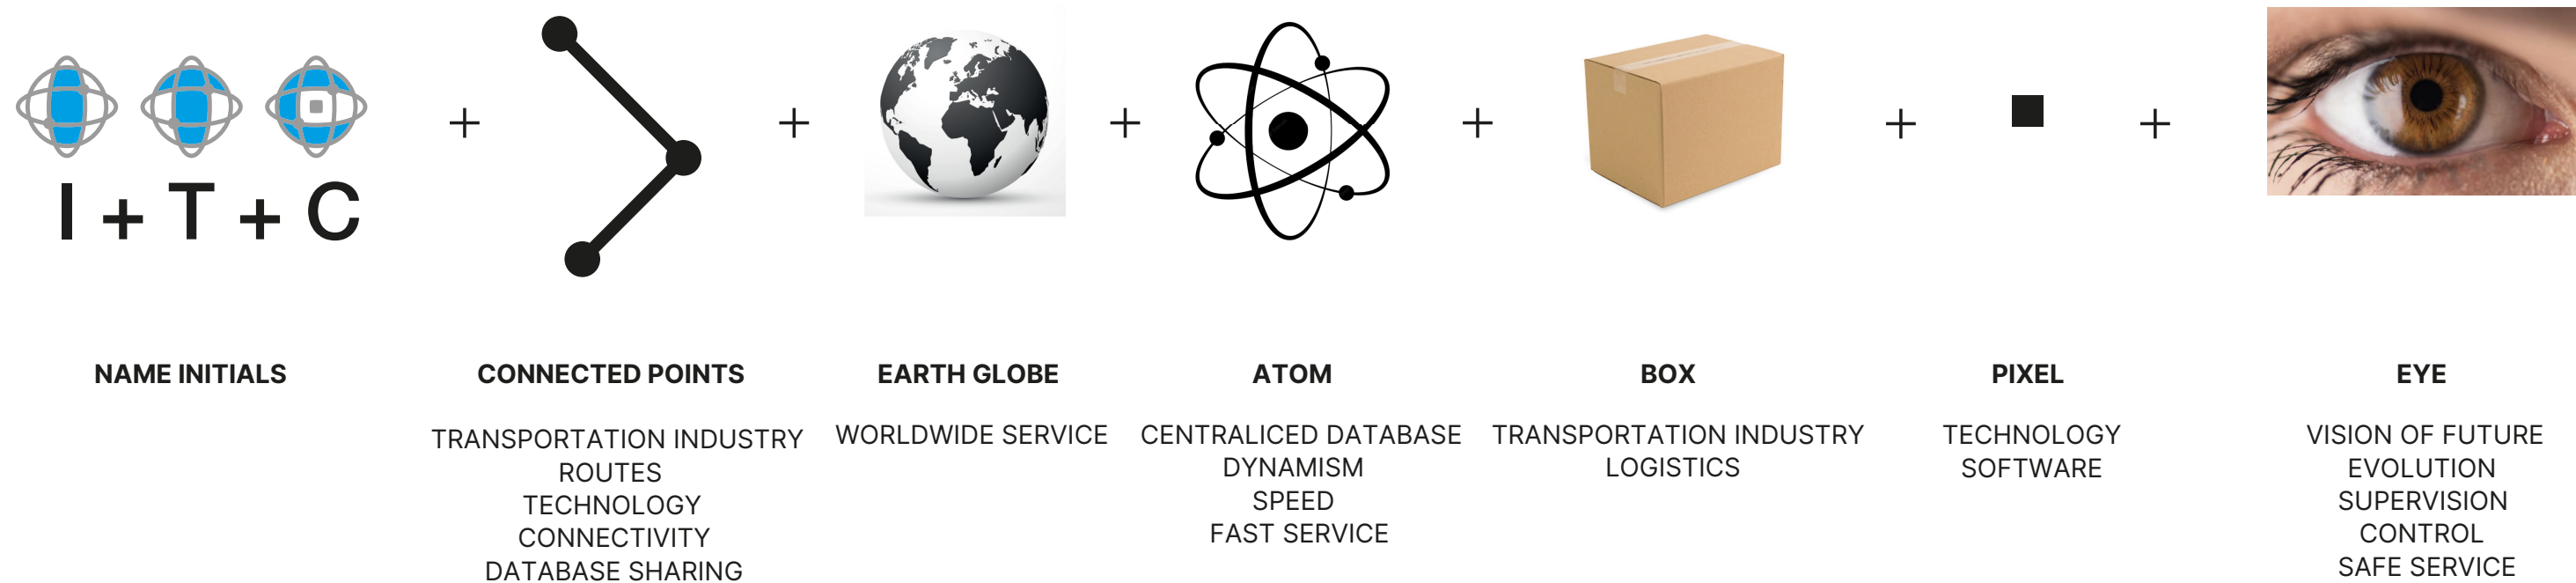 I + T + C
NAME INITIALS
CONNECTED POINTS
TRANSPORTATION INDUSTRY
ROUTES
TECHNOLOGY
CONNECTIVITY
DATABASE SHARING
EARTH GLOBE
WORLDWIDE SERVICE
ATOM
CENTRALICED DATABASE
DYNAMISM
SPEED
FAST SERVICE
BOX
TRANSPORTATION INDUSTRY
LOGISTICS
PIXEL
TECHNOLOGY
SOFTWARE
EYE
VISION OF FUTURE
EVOLUTION
SUPERVISION
CONTROL
SAFE SERVICE